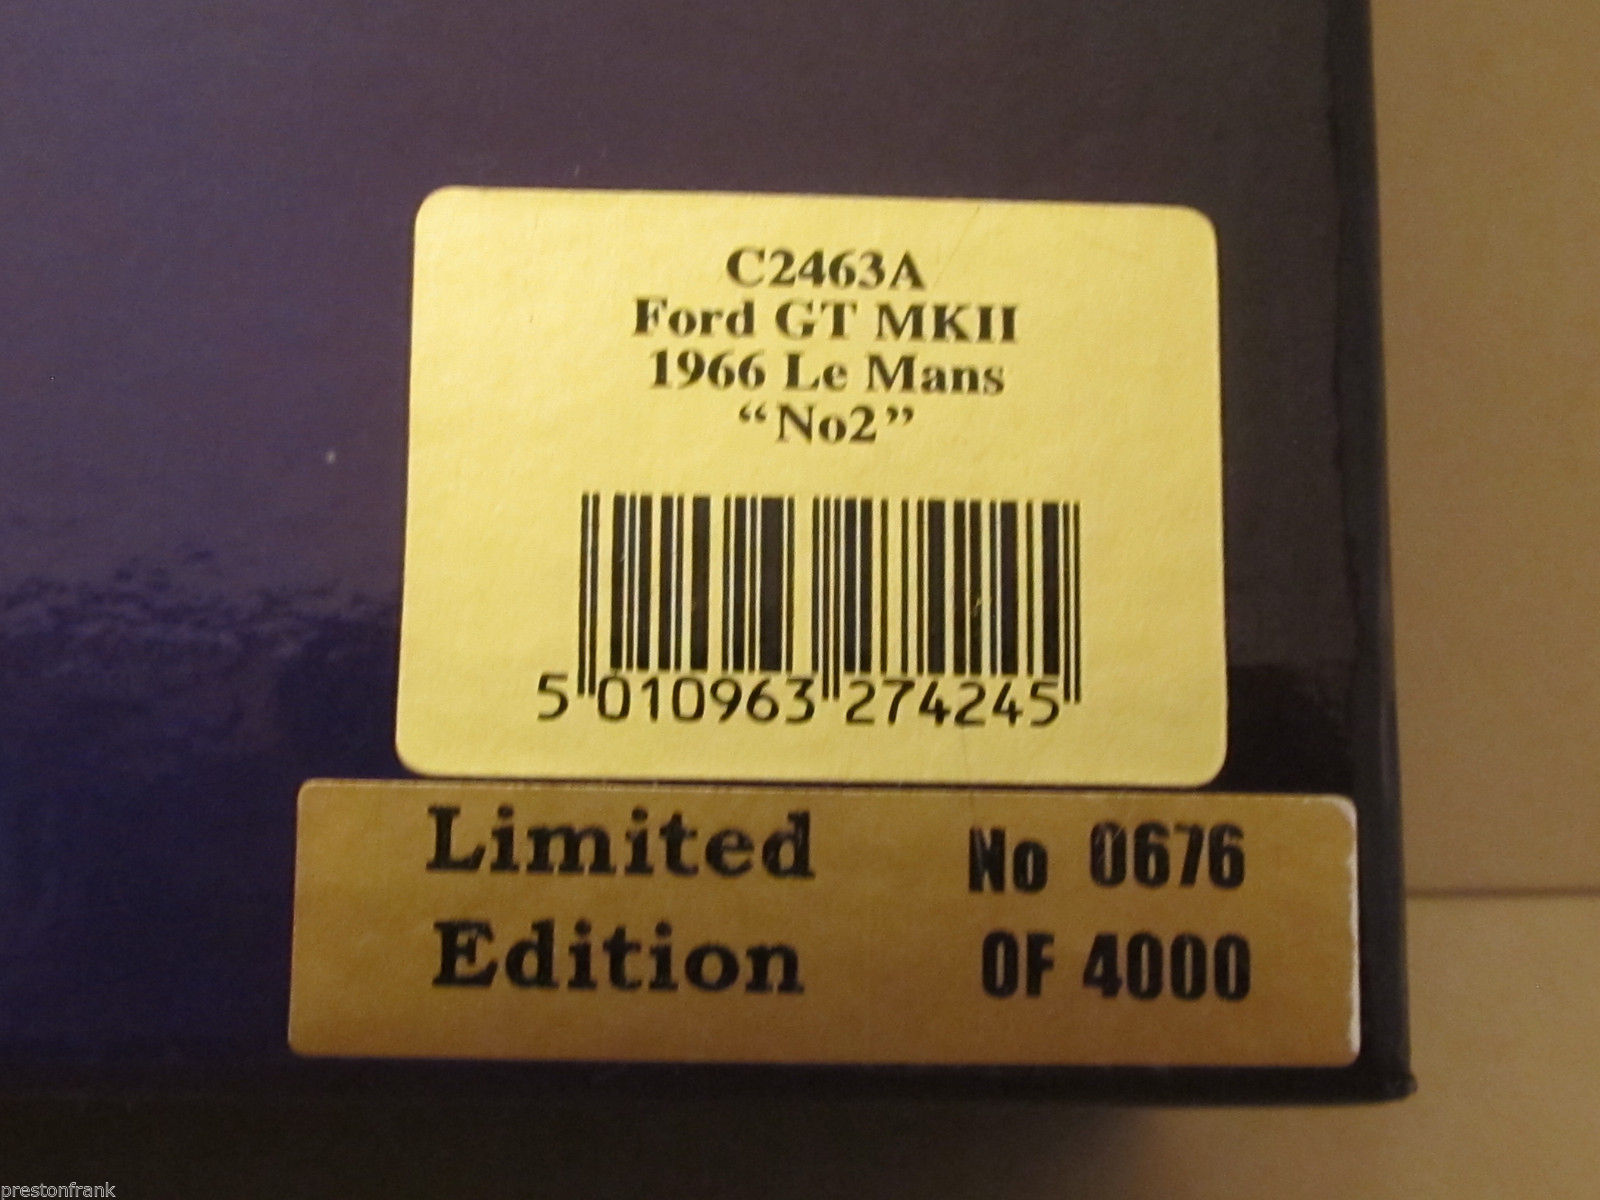 C2463A
Ford GT MKII
1966 Le Mans
“No2”
5 010963 274245
Limited
Edition
No 0676
OF 4000
prestonfrank